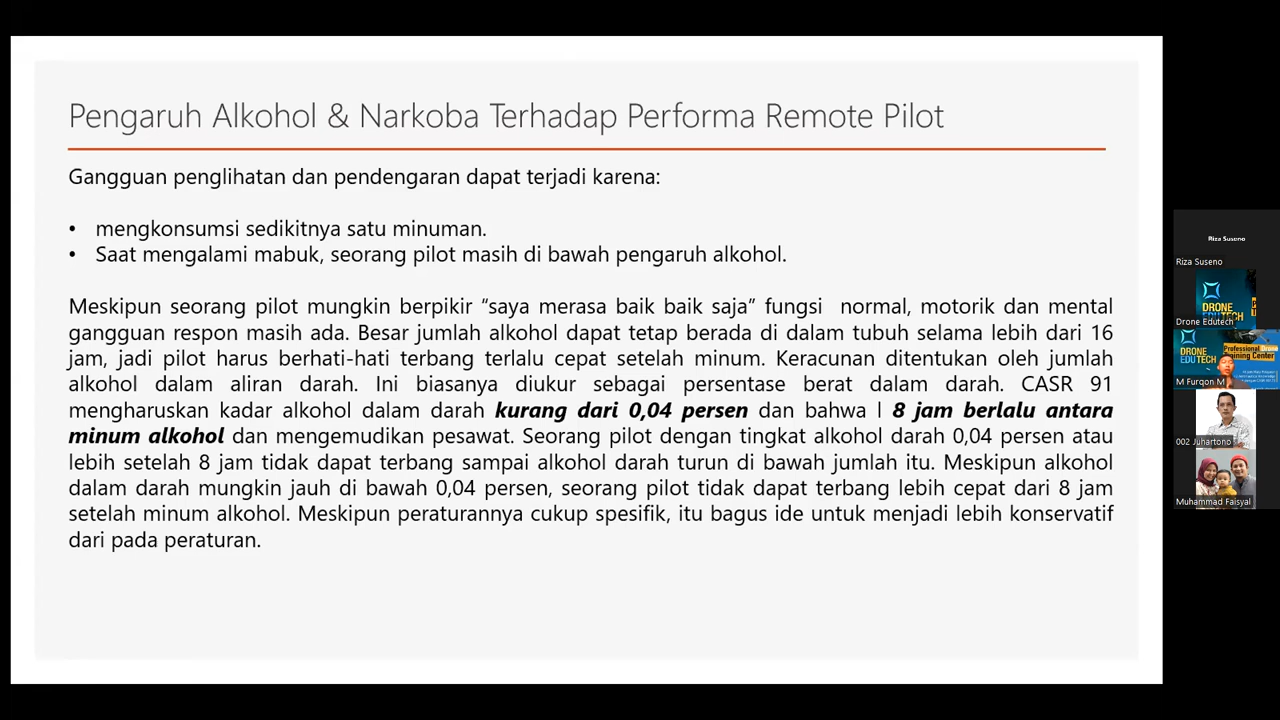 Pengaruh Alkohol & Narkoba Terhadap Performa Remote Pilot
Gangguan penglihatan dan pendengaran dapat terjadi karena:
• mengkonsumsi sedikitnya satu minuman.
• Saat mengalami mabuk, seorang pilot masih di bawah pengaruh alkohol.
Meskipun seorang pilot mungkin berpikir “saya merasa baik baik saja” fungsi normal, motorik dan mental
gangguan respon masih ada. Besar jumlah alkohol dapat tetap berada di dalam tubuh selama lebih dari 16
jam, jadi pilot harus berhati-hati terbang terlalu cepat setelah minum. Keracunan ditentukan oleh jumlah
alkohol dalam aliran darah. Ini biasanya diukur sebagai persentase berat dalam darah. CASR 91
mengharuskan kadar alkohol dalam darah kurang dari 0,04 persen dan bahwa l 8 jam berlalu antara
minum alkohol dan mengemudikan pesawat. Seorang pilot dengan tingkat alkohol darah 0,04 persen atau
lebih setelah 8 jam tidak dapat terbang sampai alkohol darah turun di bawah jumlah itu. Meskipun alkohol
dalam darah mungkin jauh di bawah 0,04 persen, seorang pilot tidak dapat terbang lebih cepat dari 8 jam
setelah minum alkohol. Meskipun peraturannya cukup spesifik, itu bagus ide untuk menjadi lebih konservatif
dari pada peraturan.
Riza Suseno
Riza Suseno
DRONE
EDUTECH
Drone Edutech
DRONE
EDUTECH
Professional Drone
Training Center
M Furqon M
002 Juhartono
Muhammad Faisyal